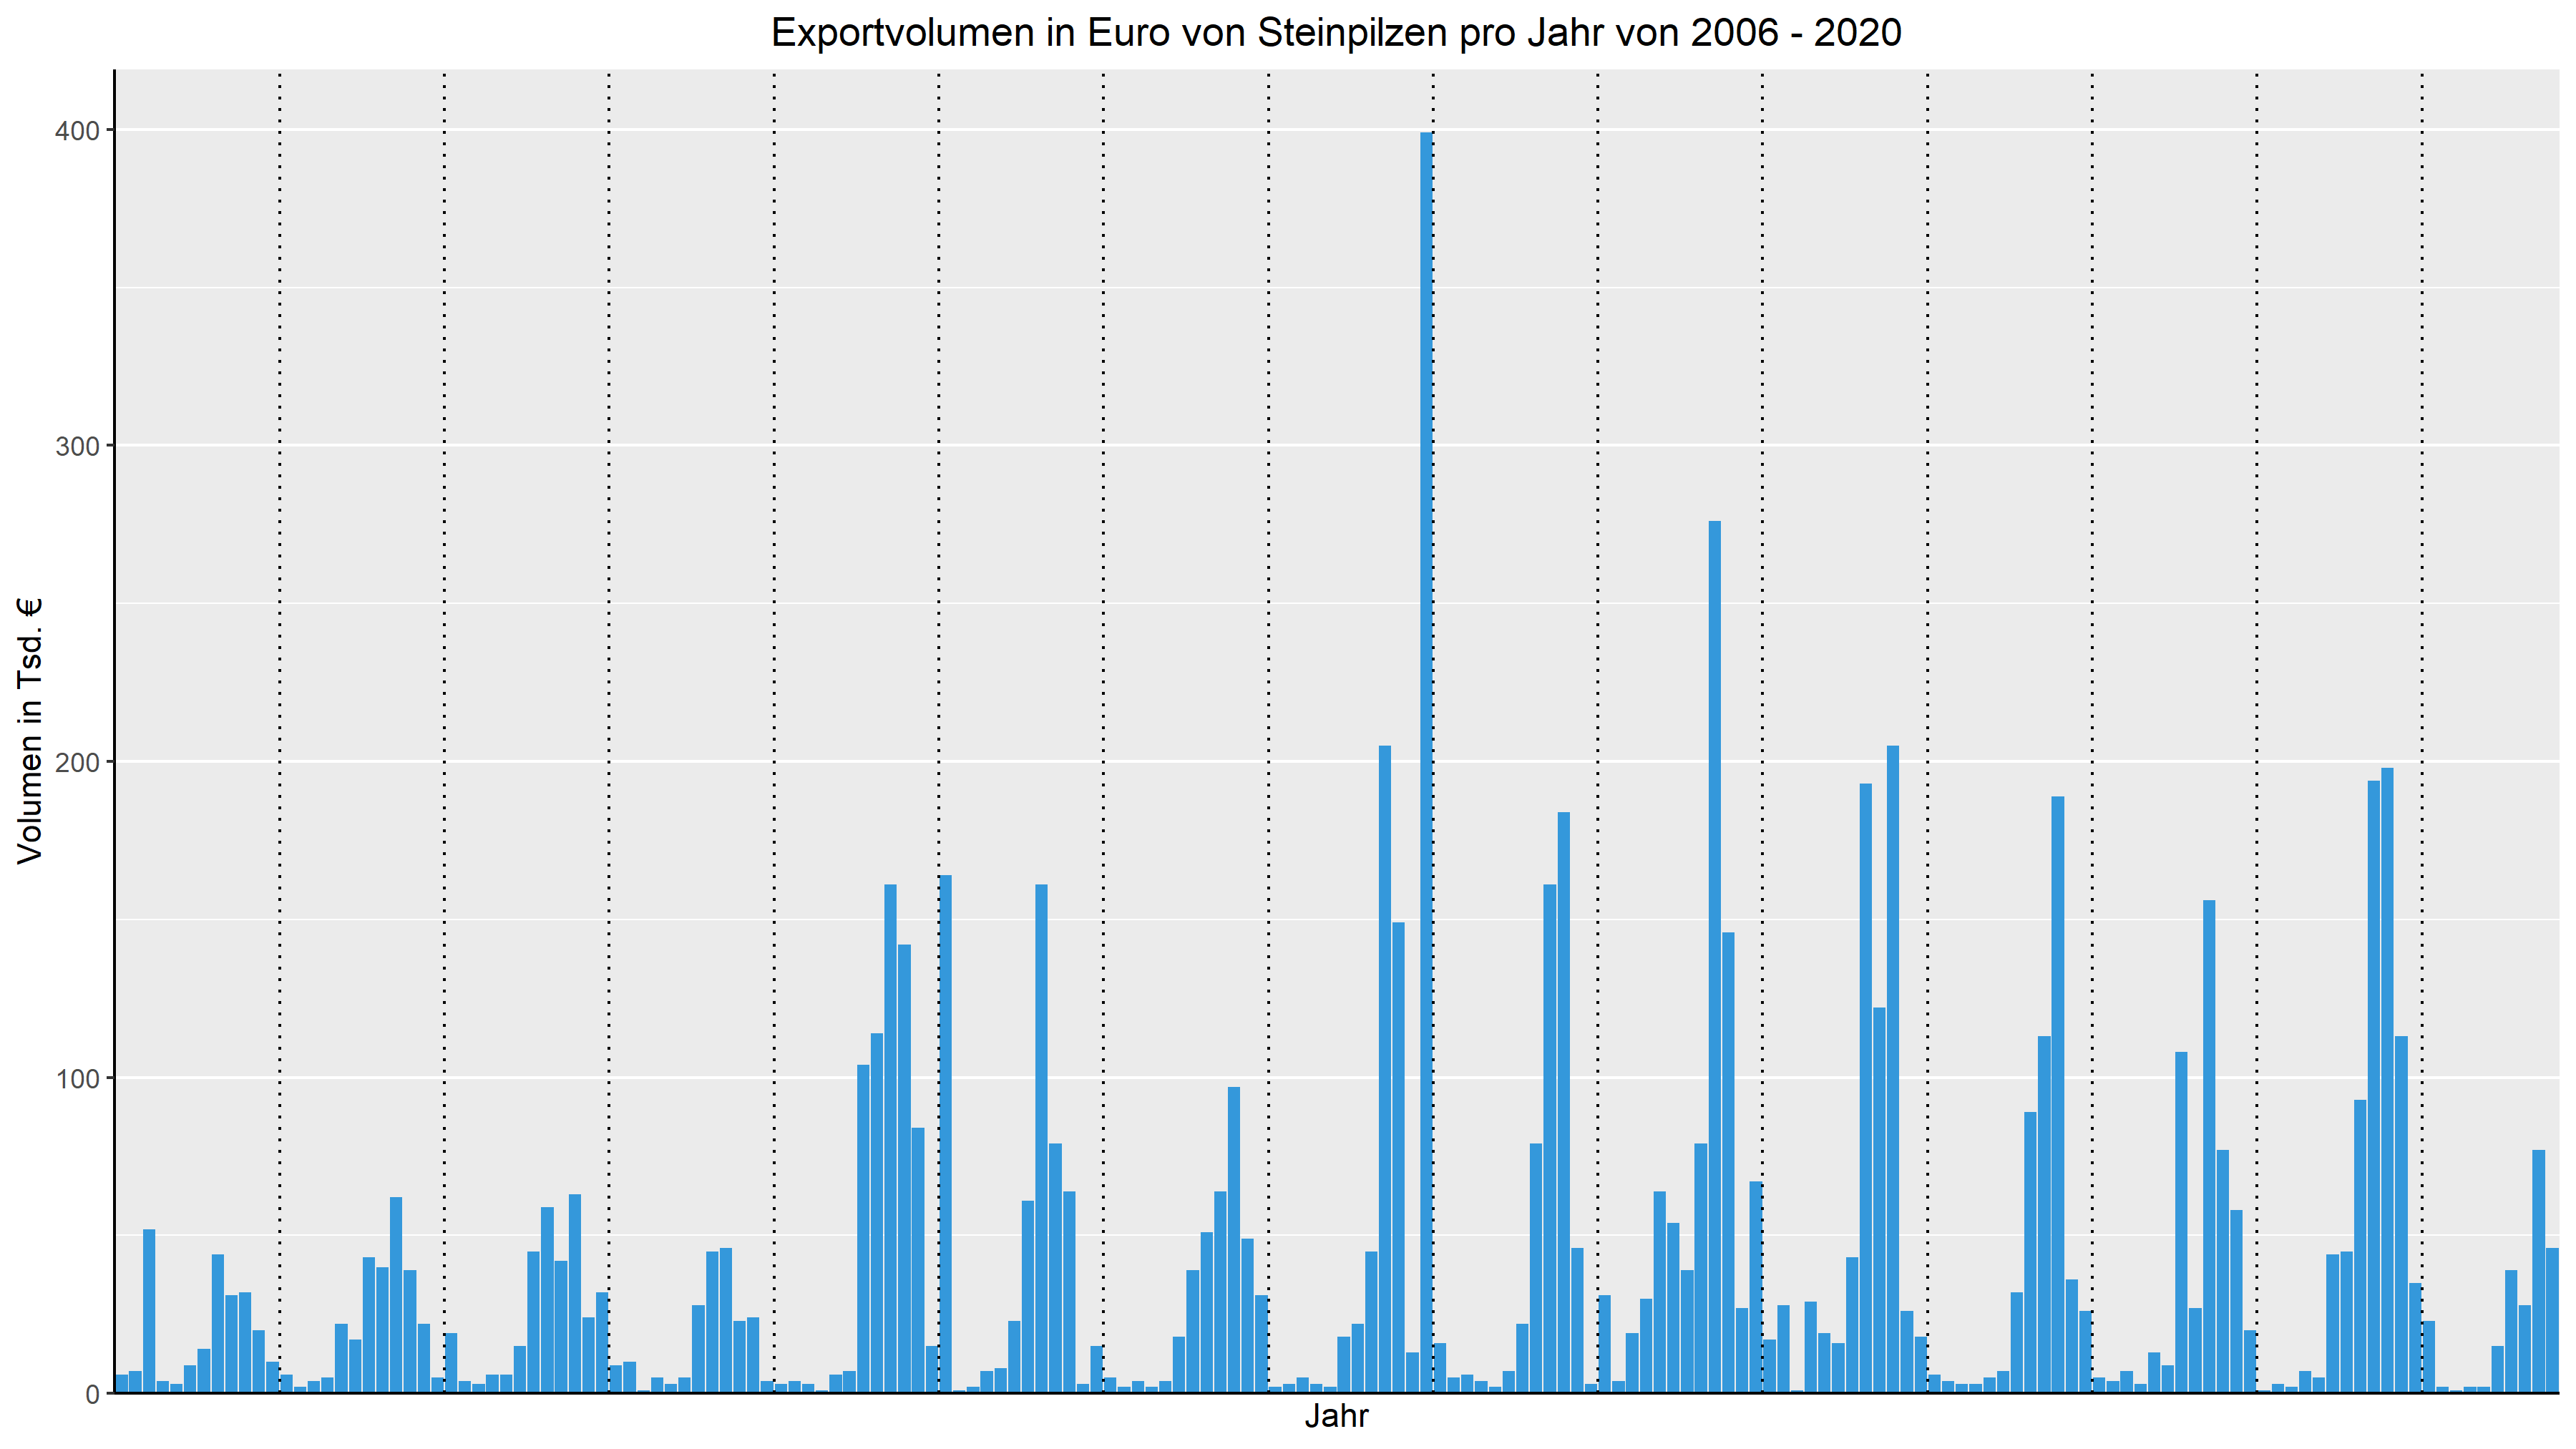 Exportvolumen in Euro von Steinpilzen pro Jahr von 2006 - 2020
Volumen in Tsd. €
400
300
200
100
0
Jahr